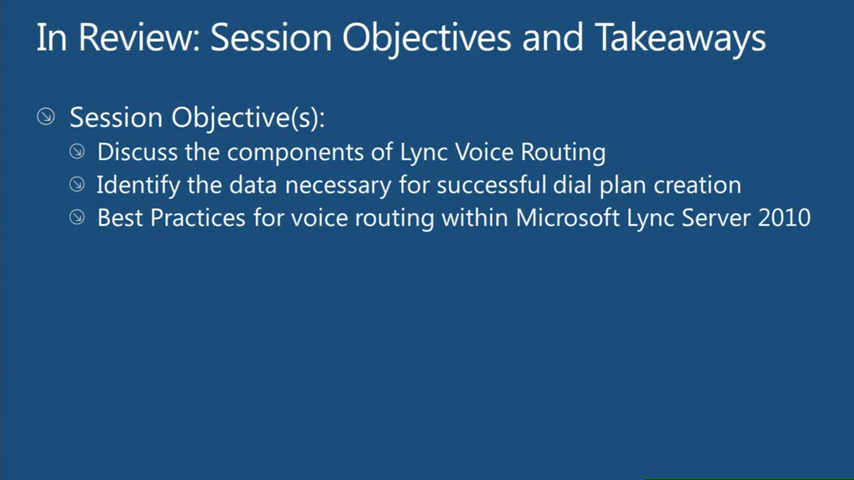 In Review: Session Objectives and Takeaways
Session Objective(s):
Discuss the components of Lync Voice Routing
Identify the data necessary for successful dial plan creation
Best Practices for voice routing within Microsoft Lync Server 2010